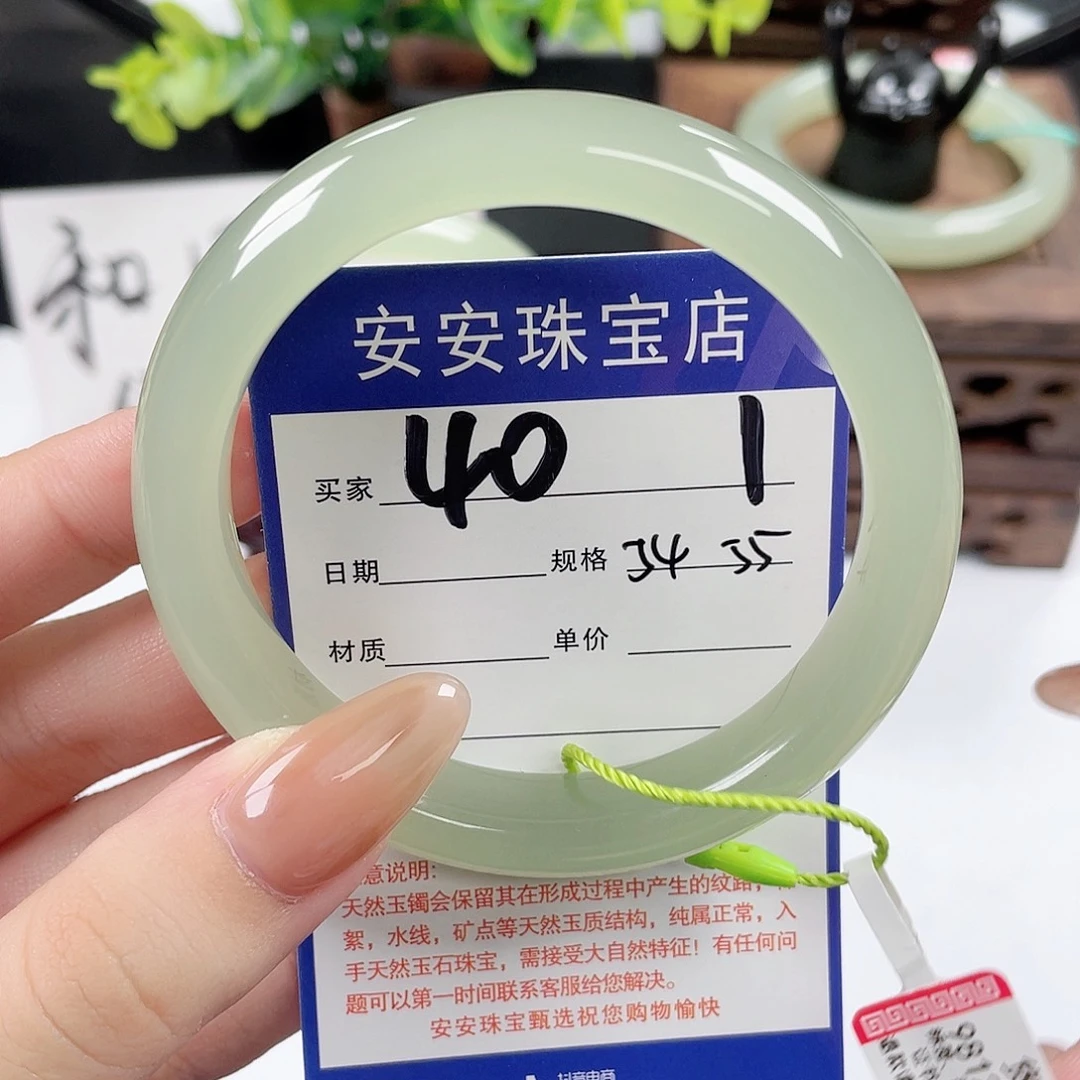 和
安安珠宝店
买家 40 1
日期 规格 54 55
材质 单价
意说明:
天然玉镯会保留其在形成过程中产生的纹路,
絮,水线,矿点等天然玉质结构,纯属正常,入
手天然玉石珠宝,需接受大自然特征!有任何问
题可以第一时间联系客服给您解决。
安安珠宝甄选祝您购物愉快
抖音电商